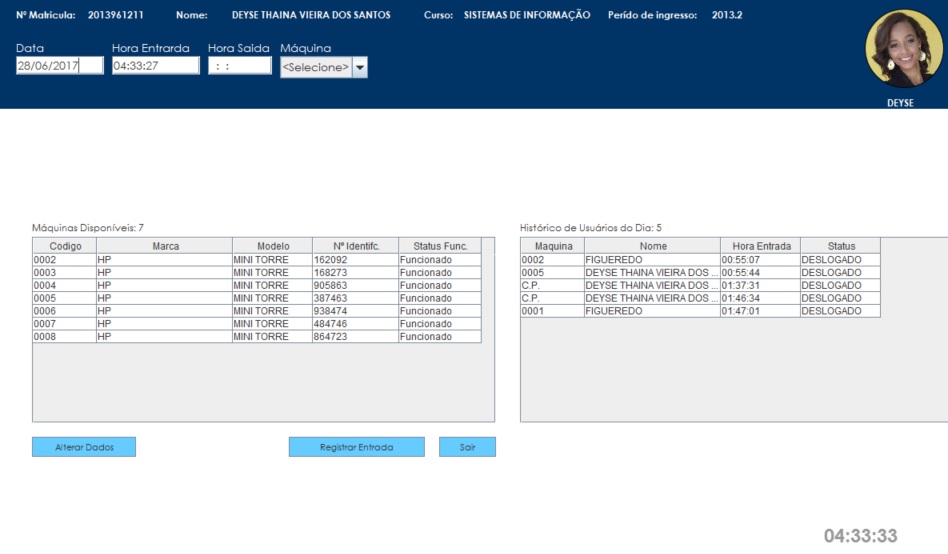 Nº Matricula: 2013961211 Nome: DEYSE THAINA VIEIRA DOS SANTOS Curso: SISTEMAS DE INFORMAÇÃO Perído de ingresso: 2013.2
Data Hora Entrarda Hora Saída Máquina
28/06/2017 04:33:27 : : <Selecione>
DEYSE
Máquinas Disponíveis: 7
Codigo Marca Modelo Nº Identifc. Status Func.
0002 HP MINI TORRE 162092 Funcionado
0003 HP MINI TORRE 168273 Funcionado
0004 HP MINI TORRE 905863 Funcionado
0005 HP MINI TORRE 387463 Funcionado
0006 HP MINI TORRE 938474 Funcionado
0007 HP MINI TORRE 484746 Funcionado
0008 HP MINI TORRE 864723 Funcionado
Histórico de Usuários do Dia: 5
Maquina Nome Hora Entrada Status
0002 FIGUEREDO 00:55:07 DESLOGADO
0005 DEYSE THAINA VIEIRA DOS ... 00:55:44 DESLOGADO
C.P. DEYSE THAINA VIEIRA DOS ... 01:37:31 DESLOGADO
C.P. DEYSE THAINA VIEIRA DOS ... 01:46:34 DESLOGADO
0001 FIGUEREDO 01:47:01 DESLOGADO
Alterar Dados Registrar Entrada Sair
04:33:33